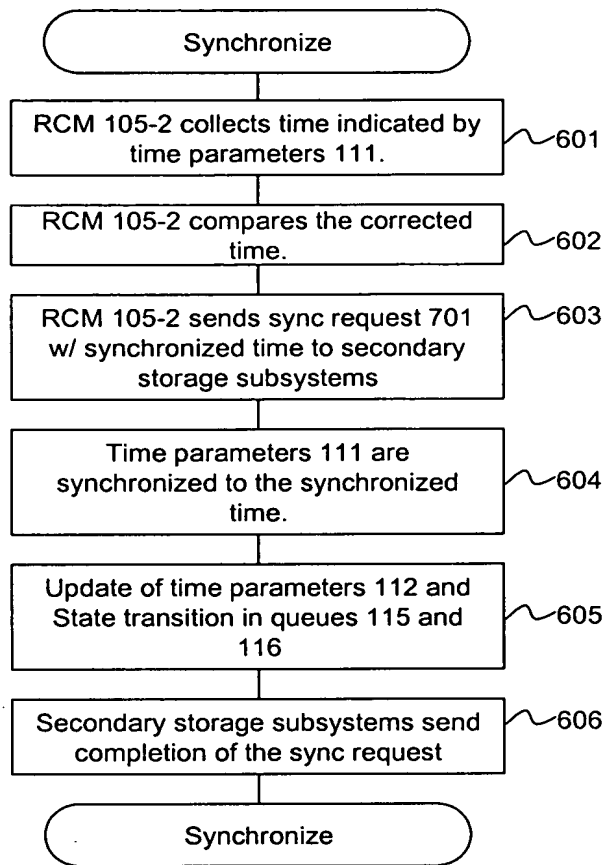 Synchronize
RCM 105-2 collects time indicated by
time parameters 111.
601
RCM 105-2 compares the corrected
time.
602
RCM 105-2 sends sync request 701
w/ synchronized time to secondary
storage subsystems
603
Time parameters 111 are
synchronized to the synchronized
time.
604
Update of time parameters 112 and
State transition in queues 115 and
116
605
Secondary storage subsystems send
completion of the sync request
606
Synchronize